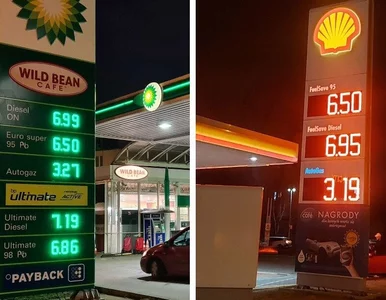 WILD BEAN
CAFE
Diesel
ON
6.99
Euro super
95 Pb
6.50
Autogaz
3.27
ultimate
ACTIVE
Ultimate
Diesel
7.19
Ultimate
98 Pb
6.86
PAYBACK
WILD BEAN
CAFE
Shell
FuelSave 95
6.50
FuelSave Diesel
6.95
AutoGas
3.19
NAGRODY